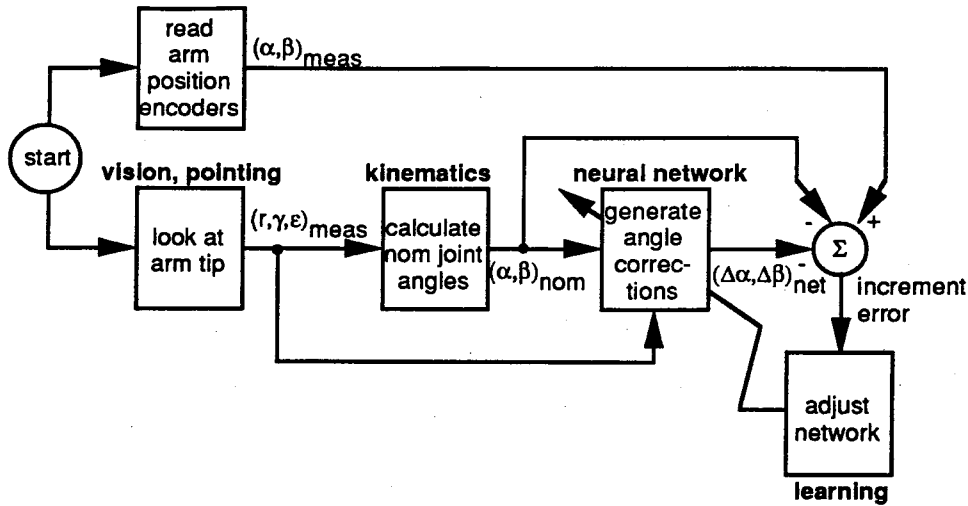 read
arm
position
encoders
(α,β)meas
start
vision, pointing
look at
arm tip
(r,γ,ε)meas
kinematics
calculate
nom joint
angles
(α,β)nom
neural network
generate
angle
correc-
tions
(Δα,Δβ)net
-
+
-
Σ
increment
error
adjust
network
learning